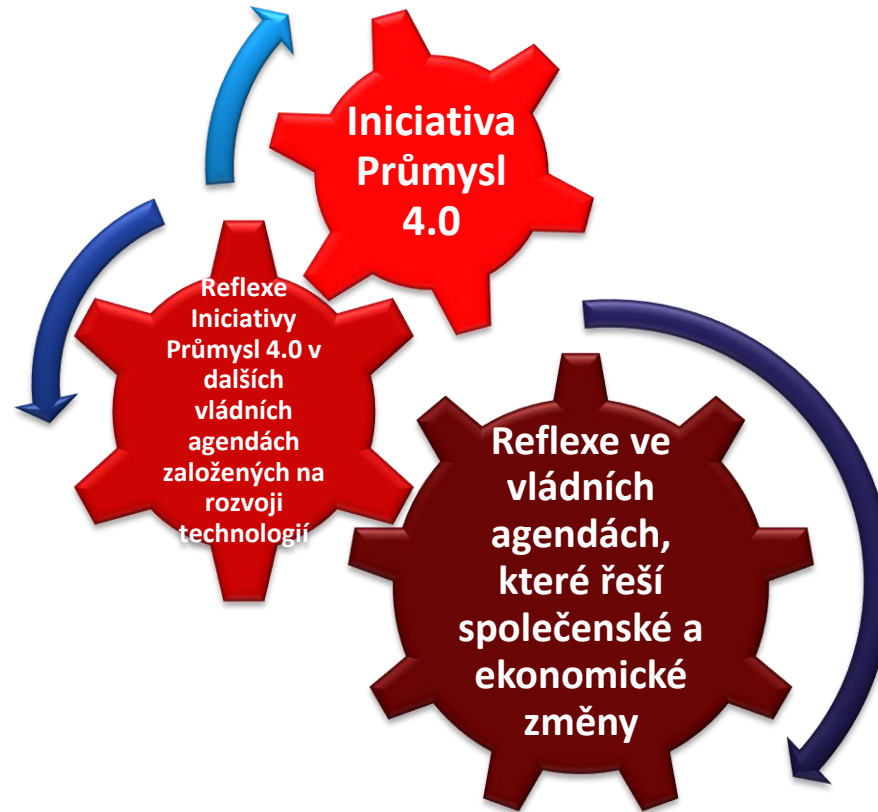 Iniciativa
Průmysl
4.0
Reflexe
Iniciativy
Průmysl 4.0 v
dalších
vládních
agendách
založených na
rozvoji
technologií
Reflexe ve
vládních
agendách,
které řeší
společenské a
ekonomické
změny